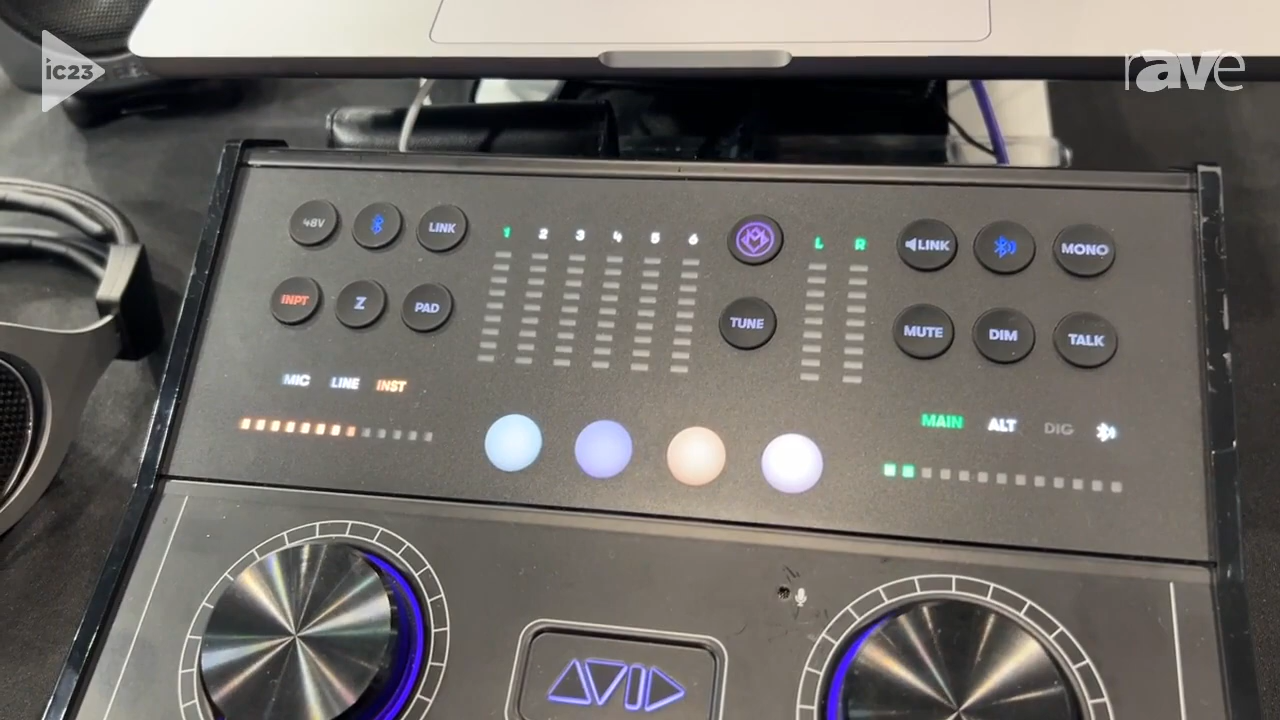 ic23
rAVe
48V
LINK
1 2 3 4 5 6
L R
LINK
MONO
INPT
Z
PAD
TUNE
MUTE
DIM
TALK
MIC LINE INST
MAIN ALT DIG
AVID